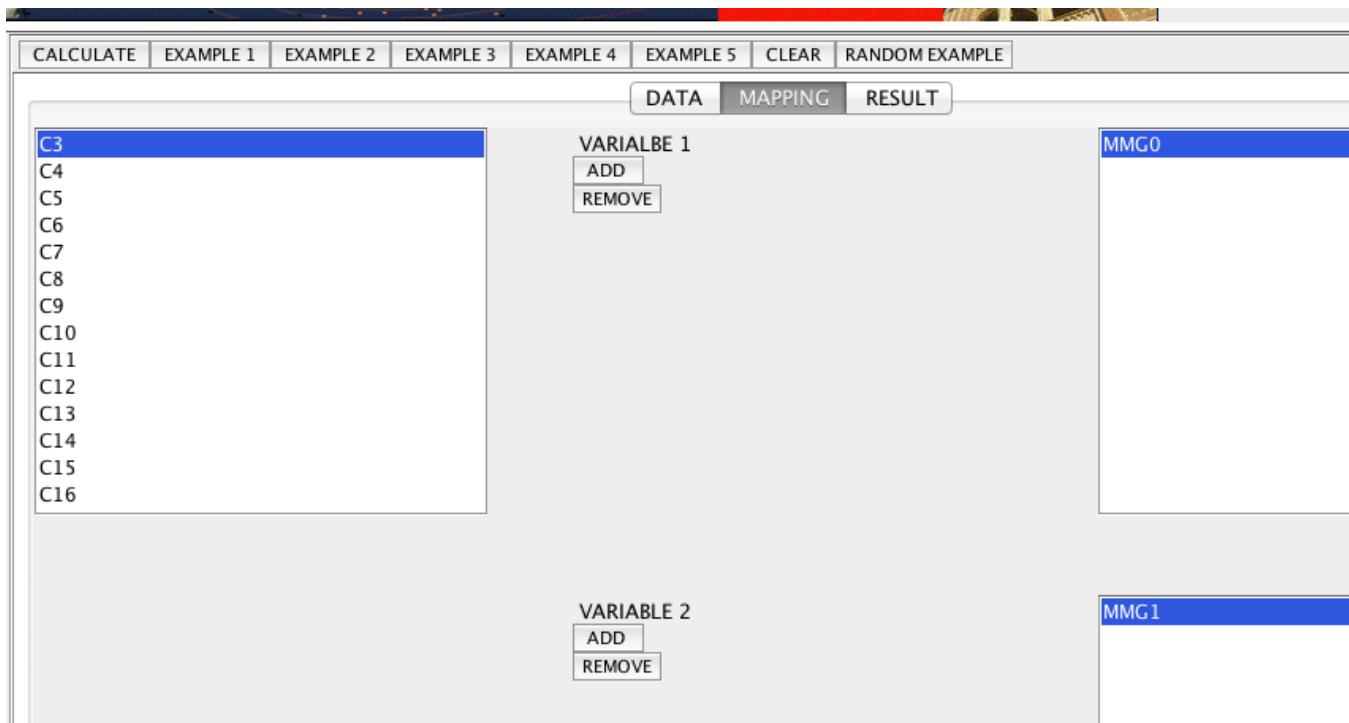 CALCULATE EXAMPLE 1 EXAMPLE 2 EXAMPLE 3 EXAMPLE 4 EXAMPLE 5 CLEAR RANDOM EXAMPLE
DATA MAPPING RESULT
C3
C4
C5
C6
C7
C8
C9
C10
C11
C12
C13
C14
C15
C16
VARIALBE 1
ADD
REMOVE
MMG0
VARIABLE 2
ADD
REMOVE
MMG1